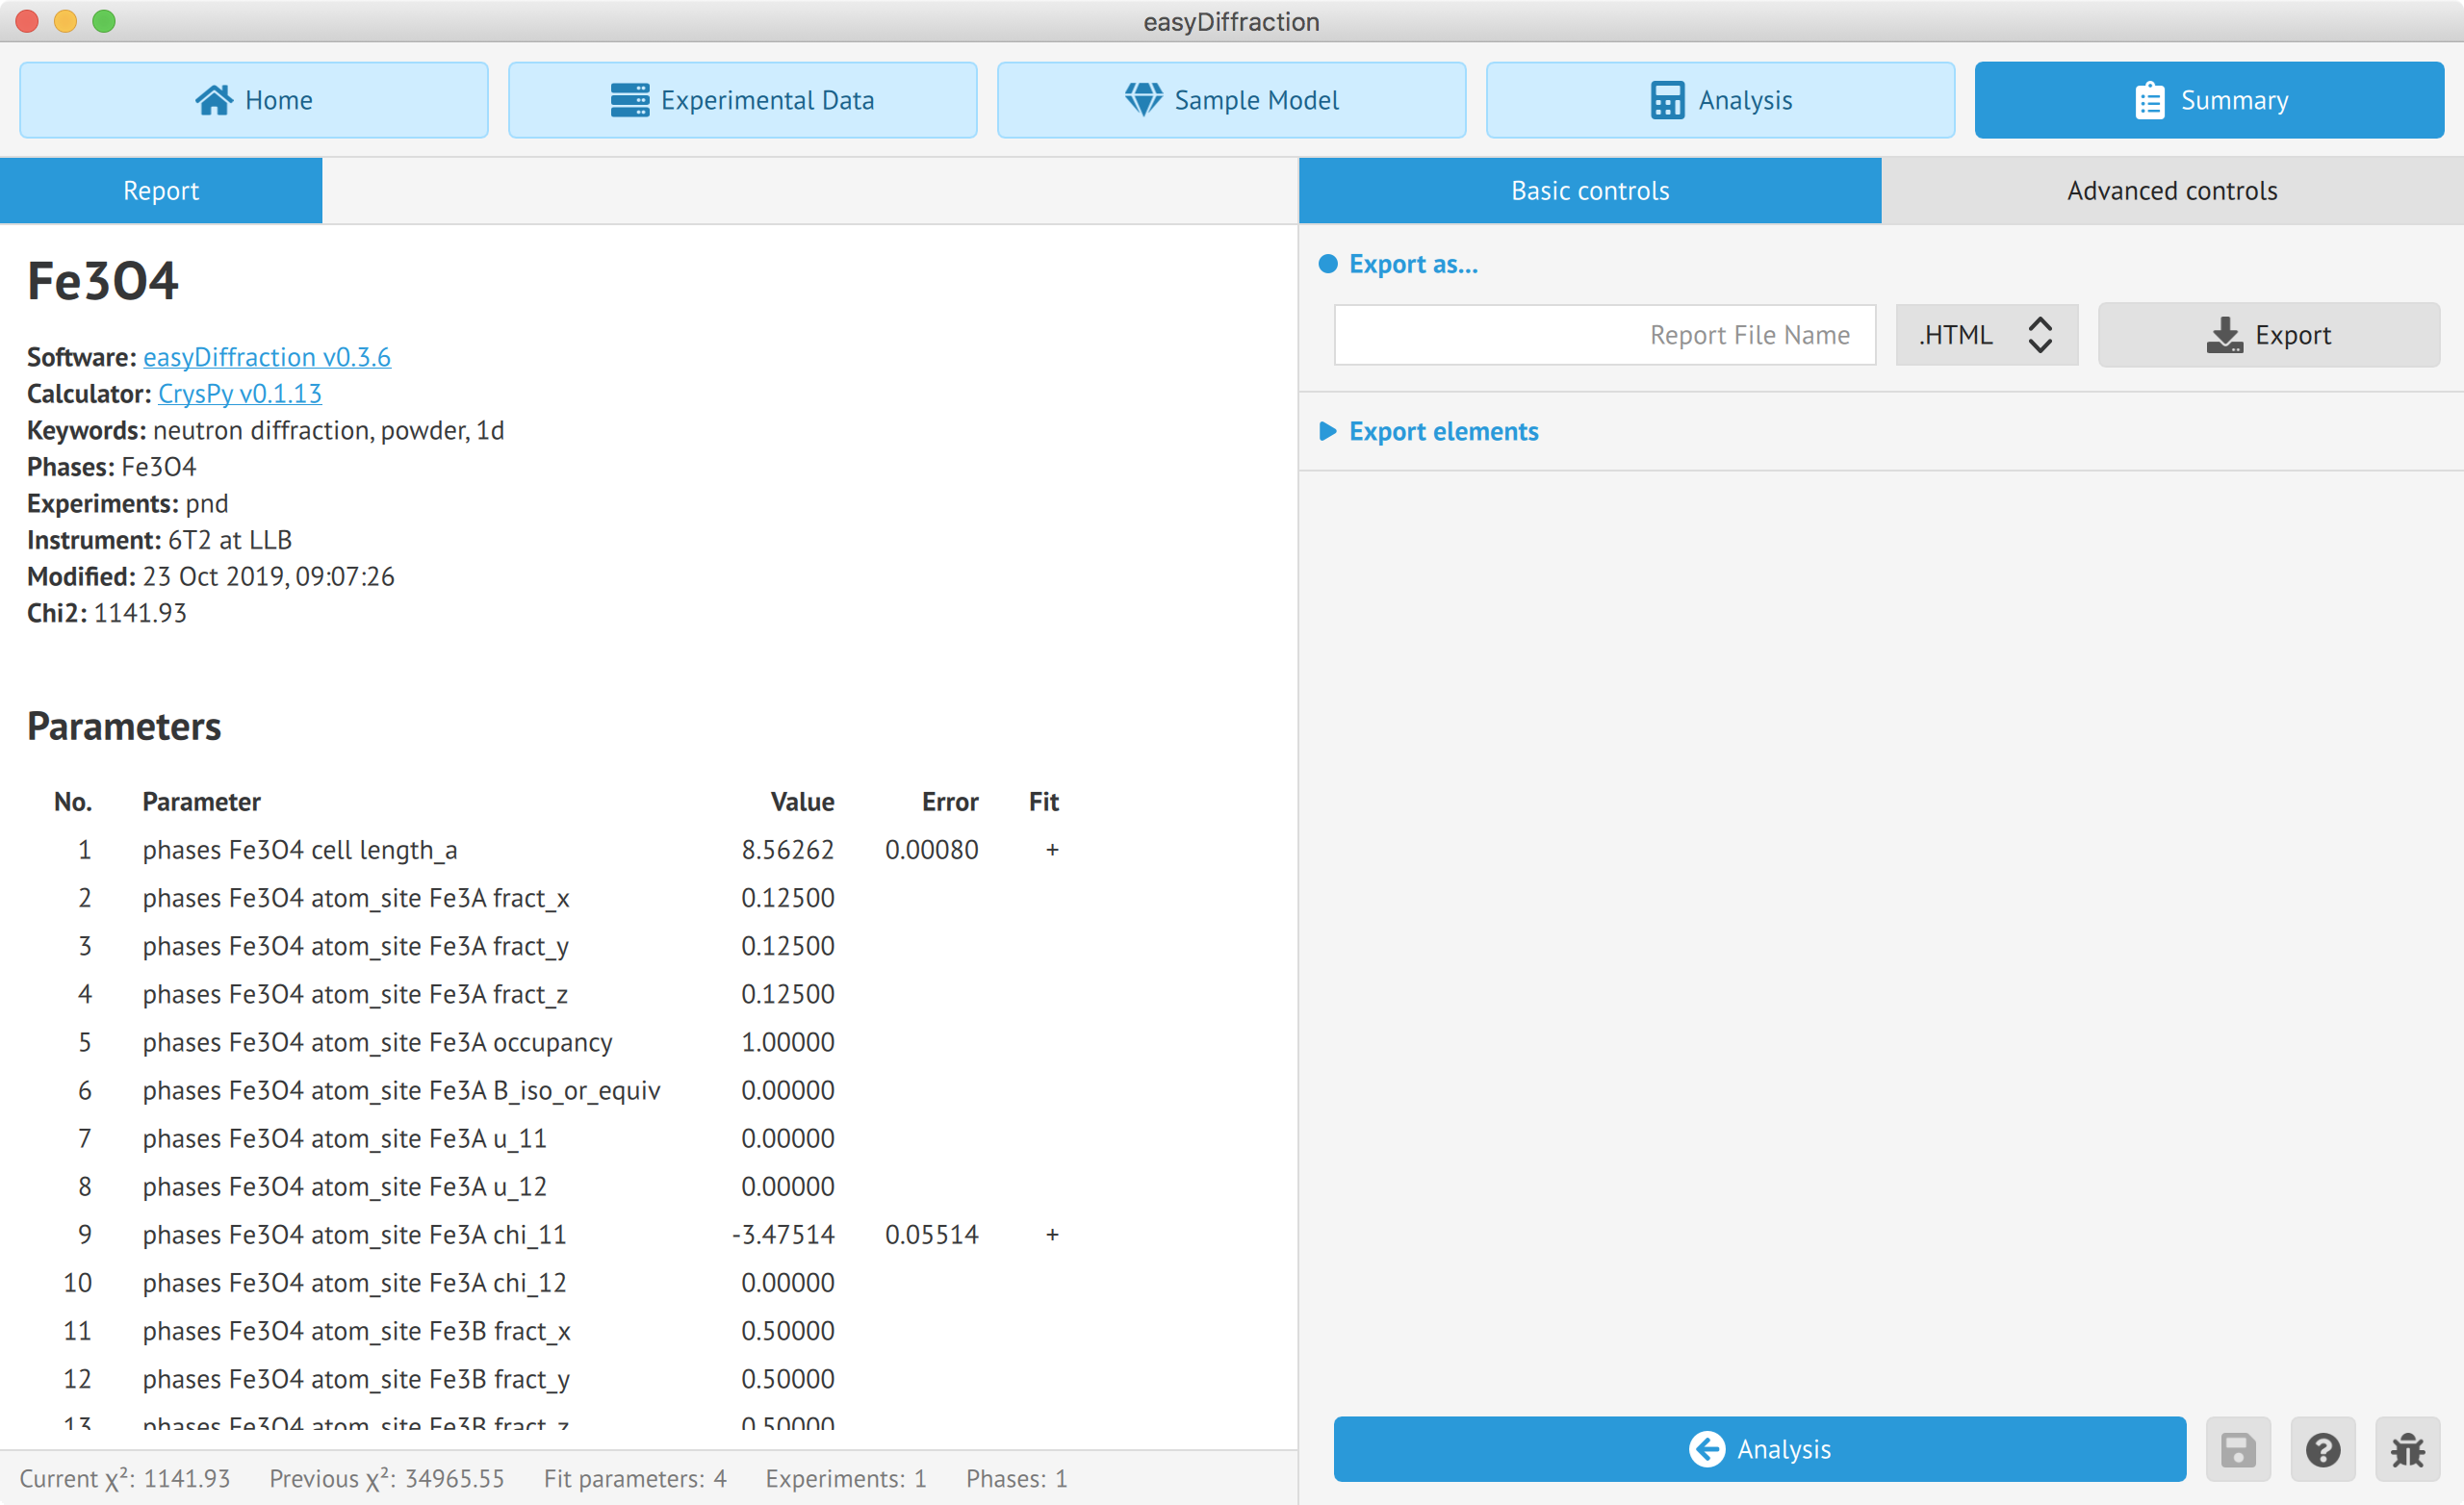 easyDiffraction
Home Experimental Data Sample Model Analysis Summary
Report Basic controls Advanced controls
Fe3O4
Software: easyDiffraction v0.3.6
Calculator: CrysPy v0.1.13
Keywords: neutron diffraction, powder, 1d
Phases: Fe3O4
Experiments: pnd
Instrument: 6T2 at LLB
Modified: 23 Oct 2019, 09:07:26
Chi2: 1141.93
Parameters
No. Parameter Value Error Fit
1 phases Fe3O4 cell length_a 8.56262 0.00080 +
2 phases Fe3O4 atom_site Fe3A fract_x 0.12500
3 phases Fe3O4 atom_site Fe3A fract_y 0.12500
4 phases Fe3O4 atom_site Fe3A fract_z 0.12500
5 phases Fe3O4 atom_site Fe3A occupancy 1.00000
6 phases Fe3O4 atom_site Fe3A B_iso_or_equiv 0.00000
7 phases Fe3O4 atom_site Fe3A u_11 0.00000
8 phases Fe3O4 atom_site Fe3A u_12 0.00000
9 phases Fe3O4 atom_site Fe3A chi_11 -3.47514 0.05514 +
10 phases Fe3O4 atom_site Fe3A chi_12 0.00000
11 phases Fe3O4 atom_site Fe3B fract_x 0.50000
12 phases Fe3O4 atom_site Fe3B fract_y 0.50000
13 phases Fe3O4 atom_site Fe3B fract_z 0.50000
Current χ²: 1141.93 Previous χ²: 34965.55 Fit parameters: 4 Experiments: 1 Phases: 1
Export as...
Report File Name .HTML Export
Export elements
Analysis